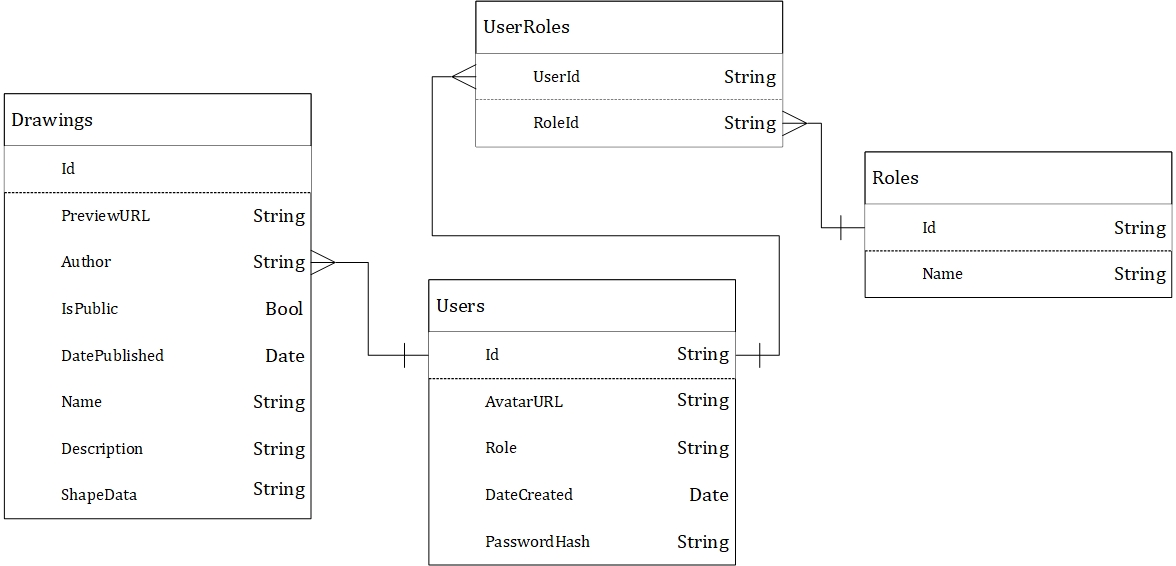 UserRoles
UserId String
RoleId String
Drawings
Id
PreviewURL String
Author String
IsPublic Bool
DatePublished Date
Name String
Description String
ShapeData String
Roles
Id String
Name String
Users
Id String
AvatarURL String
Role String
DateCreated Date
PasswordHash String